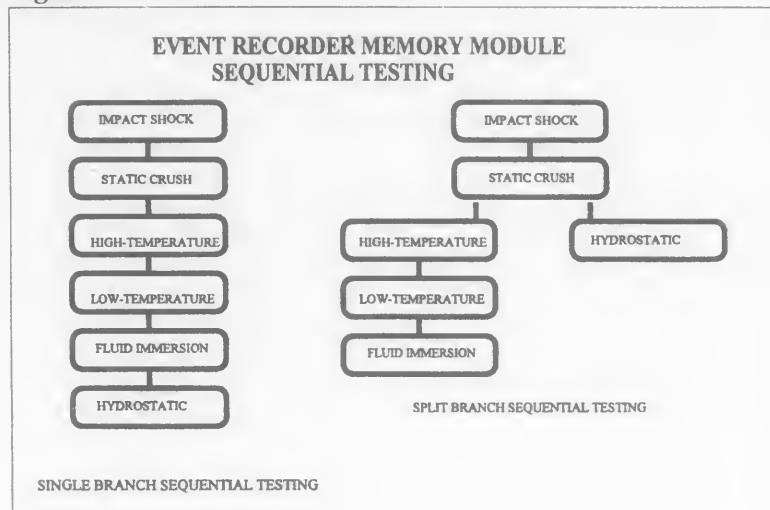 EVENT RECORDER MEMORY MODULE
SEQUENTIAL TESTING
IMPACT SHOCK
STATIC CRUSH
HIGH-TEMPERATURE
LOW-TEMPERATURE
FLUID IMMERSION
HYDROSTATIC
SINGLE BRANCH SEQUENTIAL TESTING
IMPACT SHOCK
STATIC CRUSH
HIGH-TEMPERATURE
HYDROSTATIC
LOW-TEMPERATURE
FLUID IMMERSION
SPLIT BRANCH SEQUENTIAL TESTING